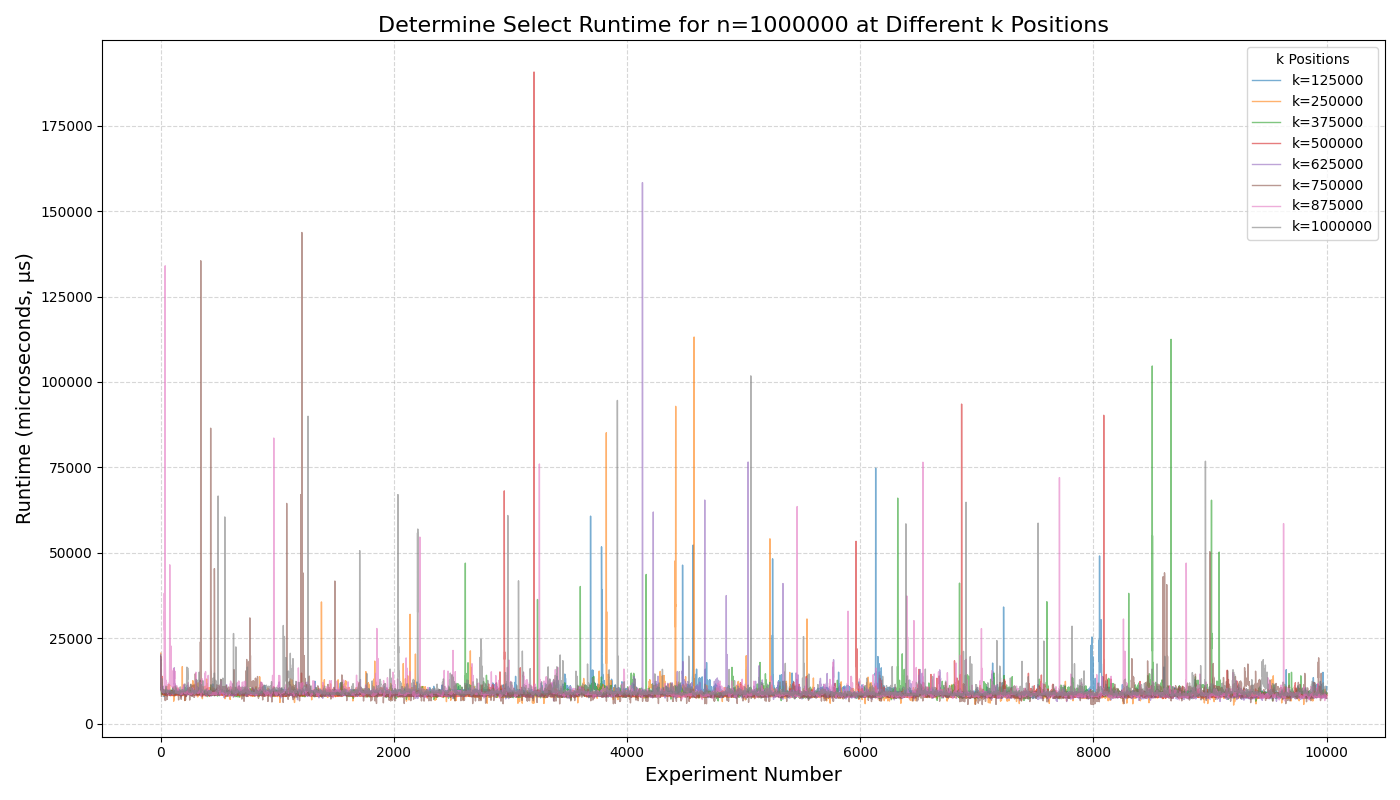 Determine Select Runtime for n=1000000 at Different k Positions
Runtime (microseconds, µs)
175000
150000
125000
100000
75000
50000
25000
0
k Positions
k=125000
k=250000
k=375000
k=500000
k=625000
k=750000
k=875000
k=1000000
0
2000
4000
6000
8000
10000
Experiment Number